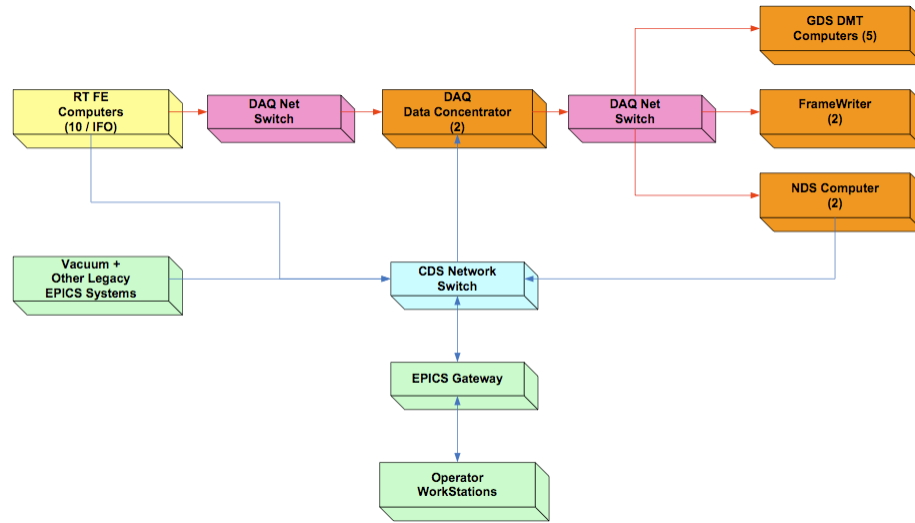 GDS DMT
Computers (5)
RT FE
Computers
(10 / IFO)
DAQ Net
Switch
DAQ
Data Concentrator
(2)
DAQ Net
Switch
FrameWriter
(2)
NDS Computer
(2)
Vacuum +
Other Legacy
EPICS Systems
CDS Network
Switch
EPICS Gateway
Operator
WorkStations